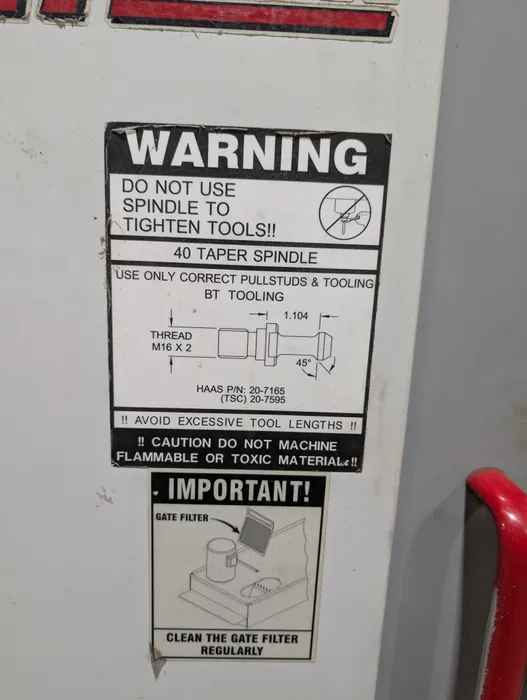 WARNING
DO NOT USE
SPINDLE TO
TIGHTEN TOOLS!!
40 TAPER SPINDLE
USE ONLY CORRECT PULLSTUDS & TOOLING
BT TOOLING
1.104
THREAD
M16 X 2
45°
HAAS P/N: 20-7165
(TSC) 20-7595
!! AVOID EXCESSIVE TOOL LENGTHS !!
!! CAUTION DO NOT MACHINE
FLAMMABLE OR TOXIC MATERIALS !!
IMPORTANT!
GATE FILTER
CLEAN THE GATE FILTER
REGULARLY